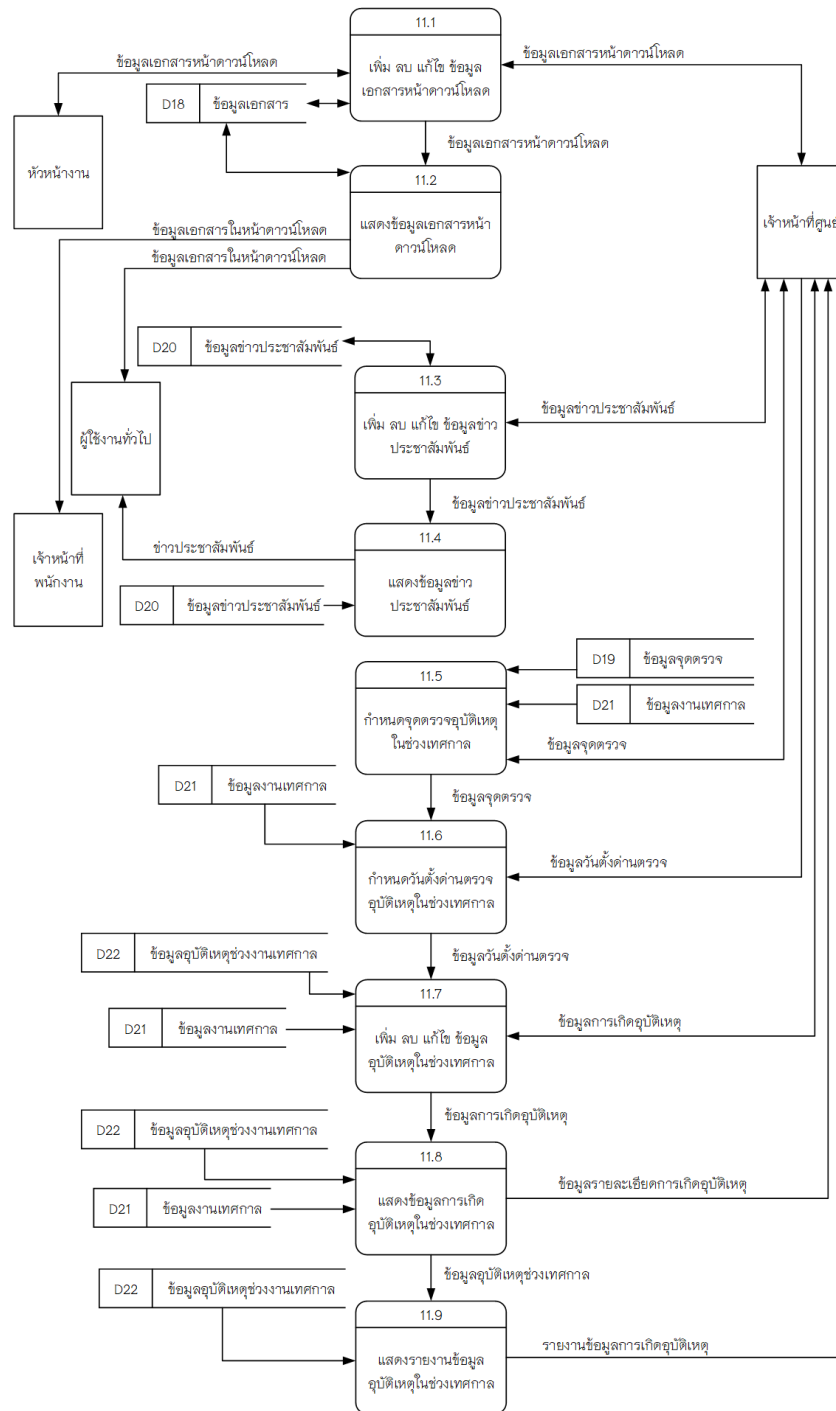 11.1
เพิ่ม ลบ แก้ไข ข้อมูล
เอกสารหน้าดาวน์โหลด
ข้อมูลเอกสารหน้าดาวน์โหลด
ข้อมูลเอกสารหน้าดาวน์โหลด
D18 ข้อมูลเอกสาร
ข้อมูลเอกสารหน้าดาวน์โหลด
หัวหน้างาน
11.2
แสดงข้อมูลเอกสารหน้า
ดาวน์โหลด
เจ้าหน้าที่ศูนย์
ข้อมูลเอกสารในหน้าดาวน์โหลด
ข้อมูลเอกสารในหน้าดาวน์โหลด
D20 ข้อมูลข่าวประชาสัมพันธ์
11.3
เพิ่ม ลบ แก้ไข ข้อมูลข่าว
ประชาสัมพันธ์
ข้อมูลข่าวประชาสัมพันธ์
ผู้ใช้งานทั่วไป
ข้อมูลข่าวประชาสัมพันธ์
11.4
แสดงข้อมูลข่าว
ประชาสัมพันธ์
ข่าวประชาสัมพันธ์
เจ้าหน้าที่
พนักงาน
D20 ข้อมูลข่าวประชาสัมพันธ์
D19 ข้อมูลจุดตรวจ
11.5
กำหนดจุดตรวจอุบัติเหตุ
ในช่วงเทศกาล
D21 ข้อมูลงานเทศกาล
ข้อมูลจุดตรวจ
D21 ข้อมูลงานเทศกาล
ข้อมูลจุดตรวจ
11.6
กำหนดวันตั้งด่านตรวจ
อุบัติเหตุในช่วงเทศกาล
ข้อมูลวันตั้งด่านตรวจ
D22 ข้อมูลอุบัติเหตุช่วงงานเทศกาล
ข้อมูลวันตั้งด่านตรวจ
11.7
เพิ่ม ลบ แก้ไข ข้อมูล
อุบัติเหตุในช่วงเทศกาล
D21 ข้อมูลงานเทศกาล
ข้อมูลการเกิดอุบัติเหตุ
ข้อมูลการเกิดอุบัติเหตุ
D22 ข้อมูลอุบัติเหตุช่วงงานเทศกาล
11.8
แสดงข้อมูลการเกิด
อุบัติเหตุในช่วงเทศกาล
ข้อมูลรายละเอียดการเกิดอุบัติเหตุ
D21 ข้อมูลงานเทศกาล
ข้อมูลอุบัติเหตุช่วงเทศกาล
D22 ข้อมูลอุบัติเหตุช่วงงานเทศกาล
11.9
แสดงรายงานข้อมูล
อุบัติเหตุในช่วงเทศกาล
รายงานข้อมูลการเกิดอุบัติเหตุ